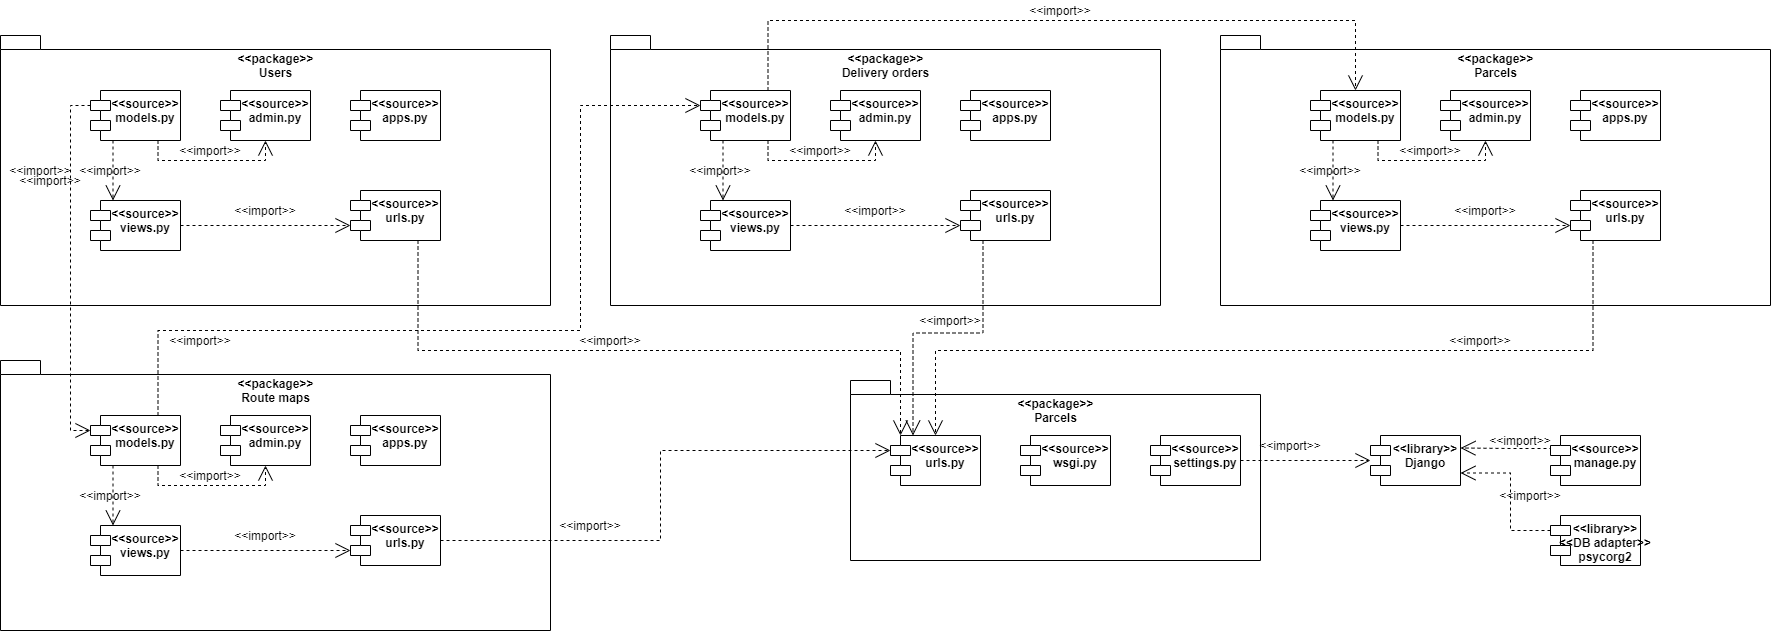 <<import>>
<<package>>
Users
<<source>>
models.py
<<source>>
admin.py
<<source>>
apps.py
<<import>>
<<import>>
<<import>>
<<import>>
<<source>>
views.py
<<import>>
<<source>>
urls.py
<<package>>
Delivery orders
<<source>>
models.py
<<source>>
admin.py
<<source>>
apps.py
<<import>>
<<import>>
<<source>>
views.py
<<import>>
<<source>>
urls.py
<<package>>
Parcels
<<source>>
models.py
<<source>>
admin.py
<<source>>
apps.py
<<import>>
<<import>>
<<source>>
views.py
<<import>>
<<source>>
urls.py
<<import>>
<<import>>
<<import>>
<<import>>
<<package>>
Route maps
<<source>>
models.py
<<source>>
admin.py
<<source>>
apps.py
<<import>>
<<import>>
<<source>>
views.py
<<import>>
<<source>>
urls.py
<<import>>
<<package>>
Parcels
<<source>>
urls.py
<<source>>
wsgi.py
<<source>>
settings.py
<<import>>
<<library>>
Django
<<import>>
<<source>>
manage.py
<<import>>
<<library>>
<<DB adapter>>
psycorg2